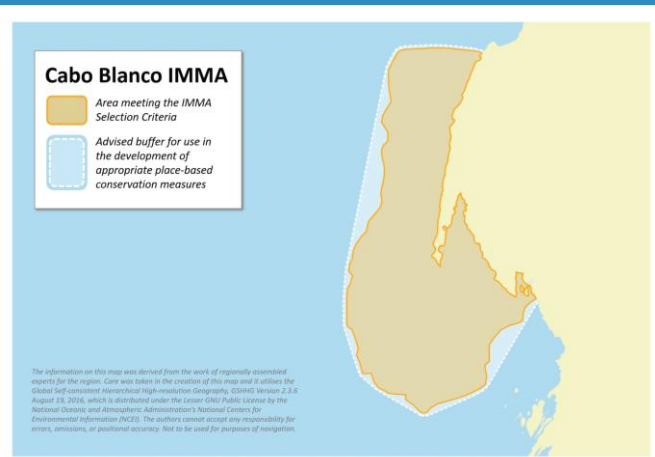 Cabo Blanco IMMA
Area meeting the IMMA
Selection Criteria
Advised buffer for use in
the development of
appropriate place-based
conservation measures
The information on this map was derived from the work of regionally assembled
experts for the region. Care was taken in the creation of this map and it utilises the
Global Self-consistent Hierarchical High-resolution Geography, GSHHG Version 2.3.6
August 19, 2016, which is distributed under the Lesser GNU Public License by the
National Oceanic and Atmospheric Administration's National Centers for
Environmental Information (NCEI). The authors cannot accept any responsibility for
errors, omissions, or positional accuracy. Not to be used for purposes of navigation.